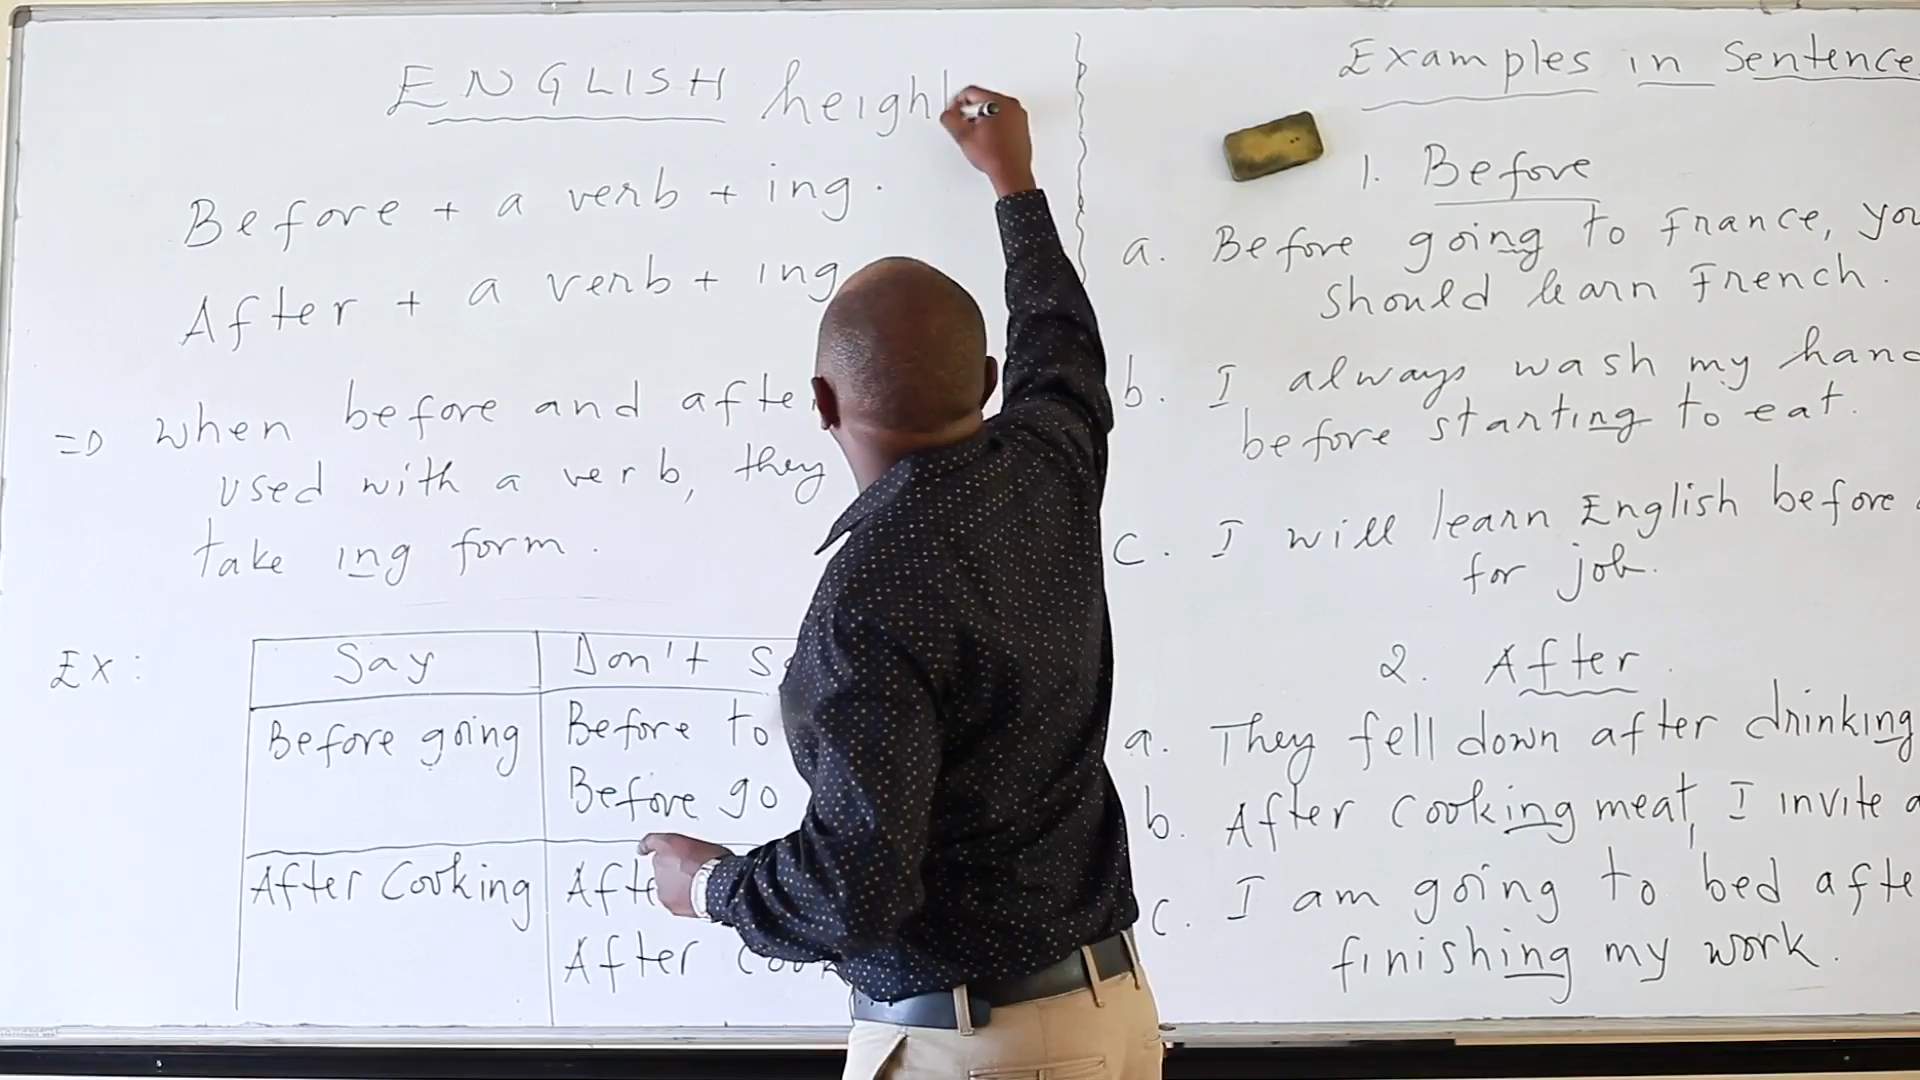 ENGLISH height
Before + a verb + ing.
After + a verb + ing
=D When before and after
used with a verb, they
take ing form.
EX:
Say
Don't
Before going
Before to
Before go
After Cooking
After
Examples in Sentence
1. Before
a. Before going to France, you
should learn French.
b. I always wash my hand
before starting to eat.
c. I will learn English before
for job.
2. After.
a. They fell down after drinking
b. After Cooking meat, I invite a
c. I am going to bed afte
finishing my work.